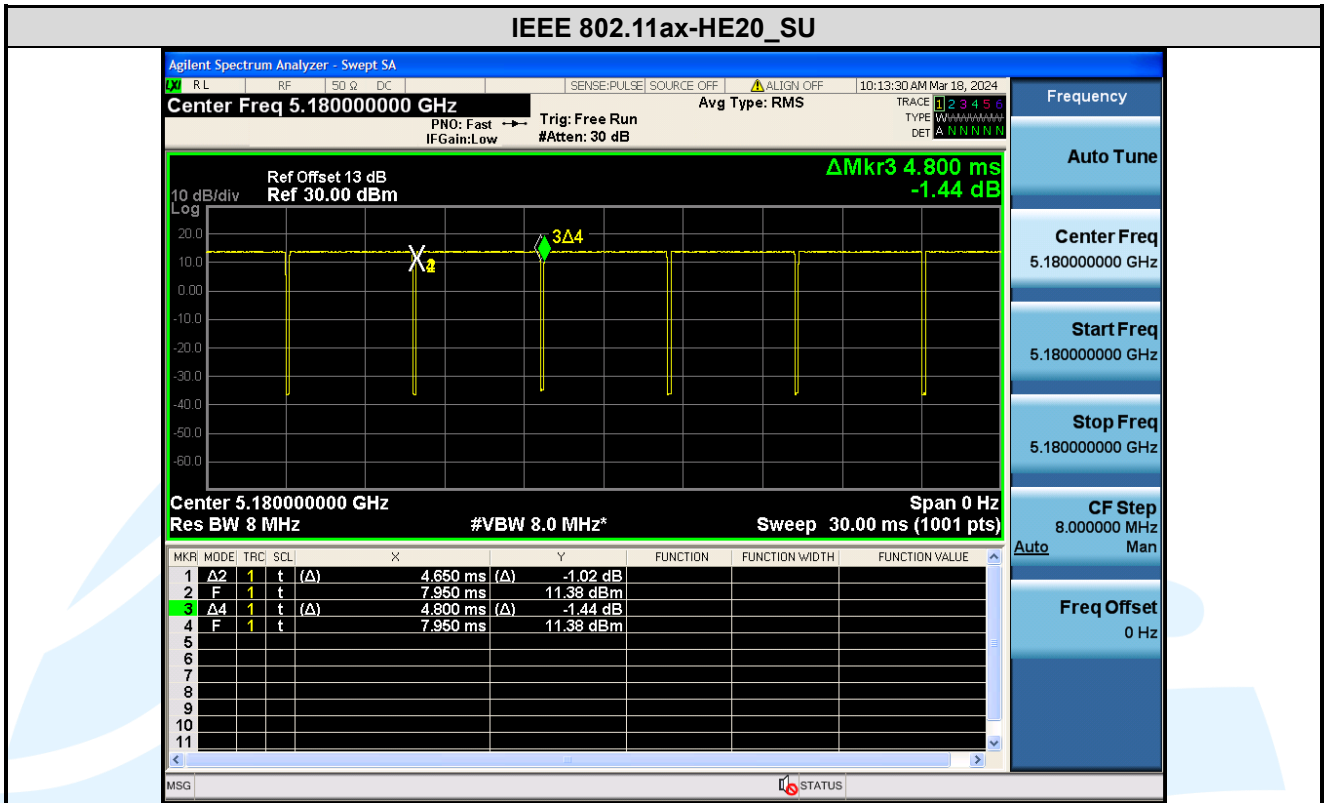 IEEE 802.11ax-HE20_SU
Agilent Spectrum Analyzer - Swept SA
LXI RL RF 50 Ω DC SENSE:PULSE SOURCE OFF ALIGN OFF 10:13:30 AM Mar 18, 2024
Center Freq 5.180000000 GHz
PNO: Fast
IFGain:Low
Trig: Free Run
#Atten: 30 dB
Avg Type: RMS
TRACE 1 2 3 4 5 6
TYPE
DET A N N N N N
ΔMkr3 4.800 ms
-1.44 dB
Ref Offset 13 dB
10 dB/div Ref 30.00 dBm
Log
20.0
10.0
0.00
-10.0
-20.0
-30.0
-40.0
-50.0
-60.0
3Δ4
Center 5.180000000 GHz Span 0 Hz
Res BW 8 MHz #VBW 8.0 MHz* Sweep 30.00 ms (1001 pts)
MKR MODE TRC SCL X Y FUNCTION FUNCTION WIDTH FUNCTION VALUE
1 Δ2 1 t (Δ) 4.650 ms (Δ) -1.02 dB
2 F 1 t 7.950 ms 11.38 dBm
3 Δ4 1 t (Δ) 4.800 ms (Δ) -1.44 dB
4 F 1 t 7.950 ms 11.38 dBm
5
6
7
8
9
10
11
MSG STATUS
Frequency
Auto Tune
Center Freq
5.180000000 GHz
Start Freq
5.180000000 GHz
Stop Freq
5.180000000 GHz
CF Step
8.000000 MHz
Auto Man
Freq Offset
0 Hz